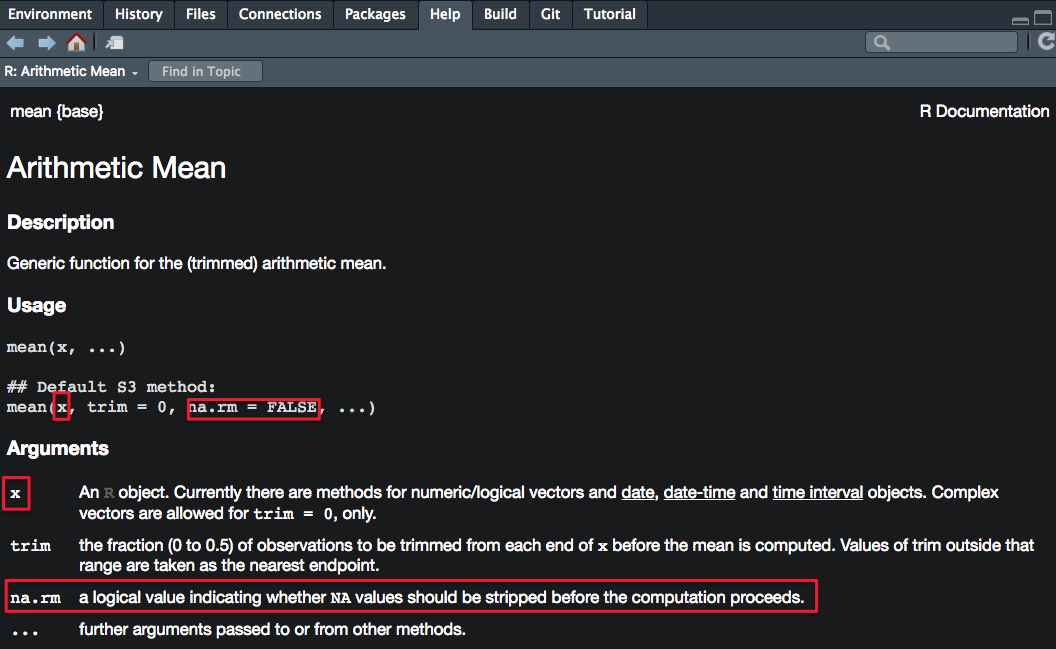 Environment History Files Connections Packages Help Build Git Tutorial
R: Arithmetic Mean Find in Topic
mean {base} R Documentation
Arithmetic Mean
Description
Generic function for the (trimmed) arithmetic mean.
Usage
mean(x, ...)
## Default S3 method:
mean(x, trim = 0, na.rm = FALSE, ...)
Arguments
x An R object. Currently there are methods for numeric/logical vectors and date, date-time and time interval objects. Complex
vectors are allowed for trim = 0, only.
trim the fraction (0 to 0.5) of observations to be trimmed from each end of x before the mean is computed. Values of trim outside that
range are taken as the nearest endpoint.
na.rm a logical value indicating whether NA values should be stripped before the computation proceeds.
... further arguments passed to or from other methods.